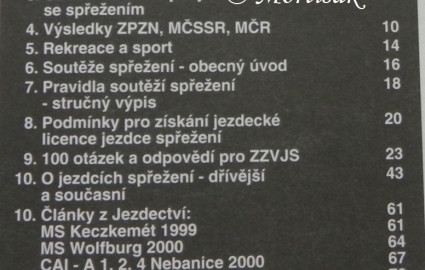 se spřežením
4. Výsledky ZPZN, MČSSR, MČR 10
5. Rekreace a sport 14
6. Soutěže spřežení - obecný úvod 16
7. Pravidla soutěží spřežení 18
- stručný výpis
8. Podmínky pro získání jezdecké 20
licence jezdce spřežení
9. 100 otázek a odpovědí pro ZZVJS 23
10. O jezdcích spřežení - dřívější 43
a současní
10. Články z Jezdectví: 61
MS Keczkemét 1999 61
MS Wolfburg 2000 64
CAI - A 1, 2, 4 Nebanice 2000 67